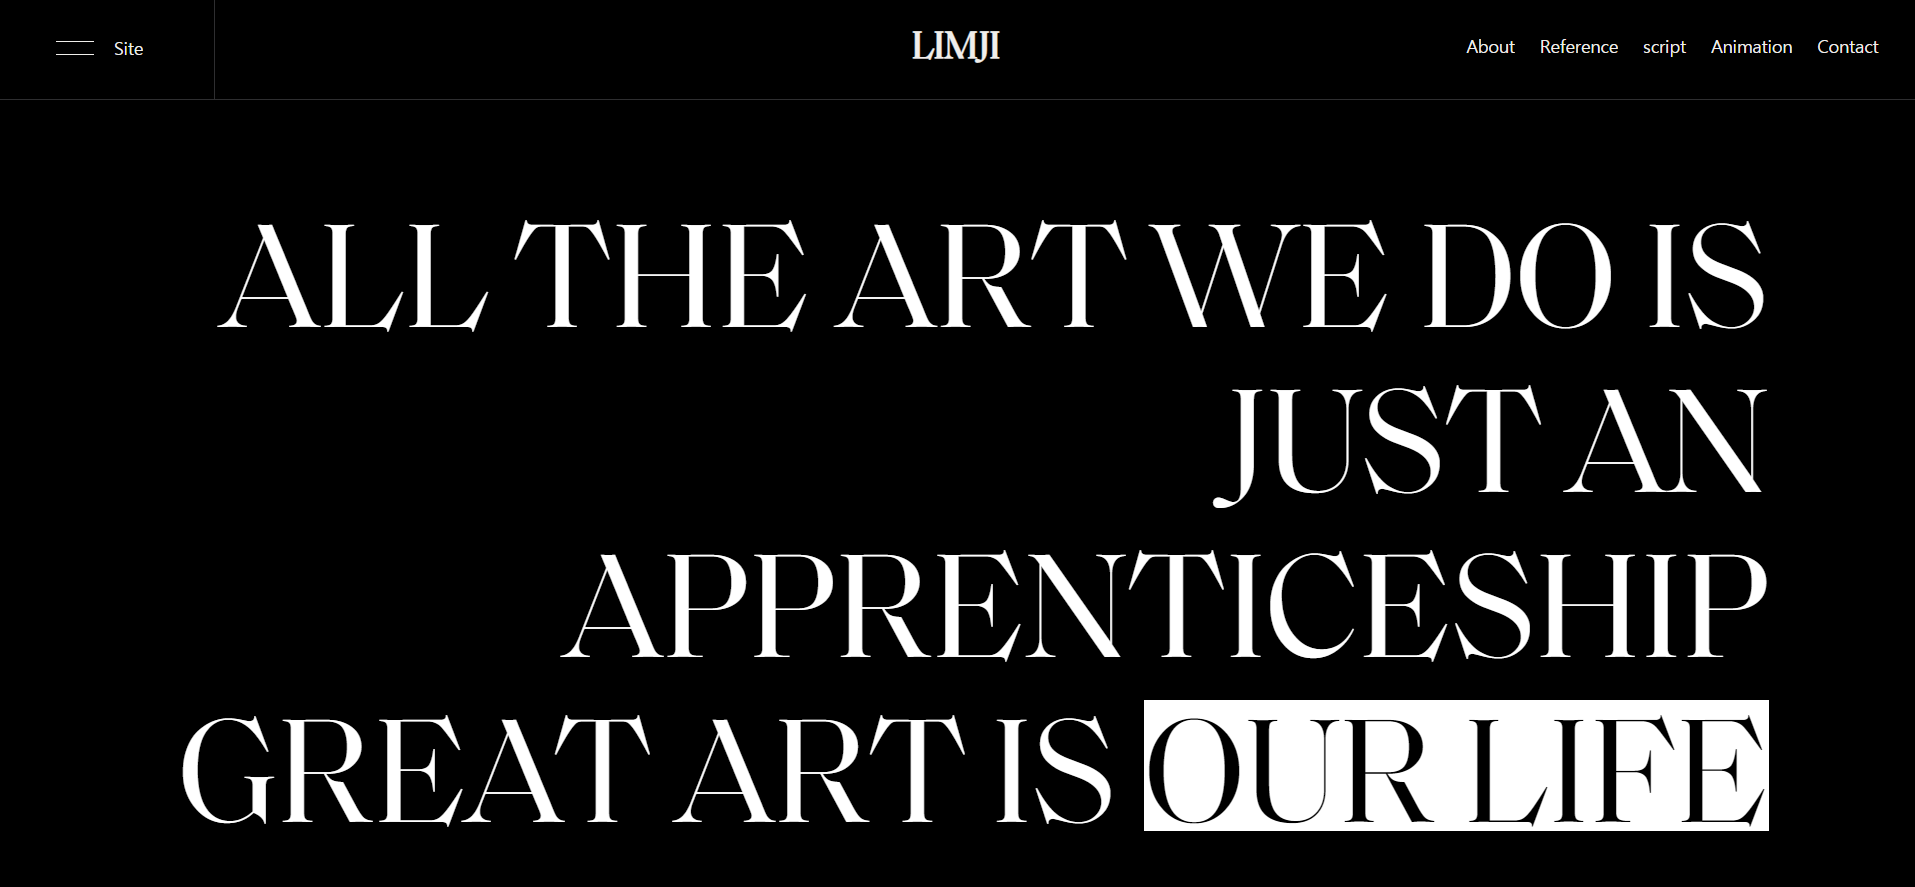 Site
LIMJI
About Reference script Animation Contact
ALL THE ART WE DO IS
JUST AN
APPRENTICESHIP
GREAT ART IS OUR LIFE